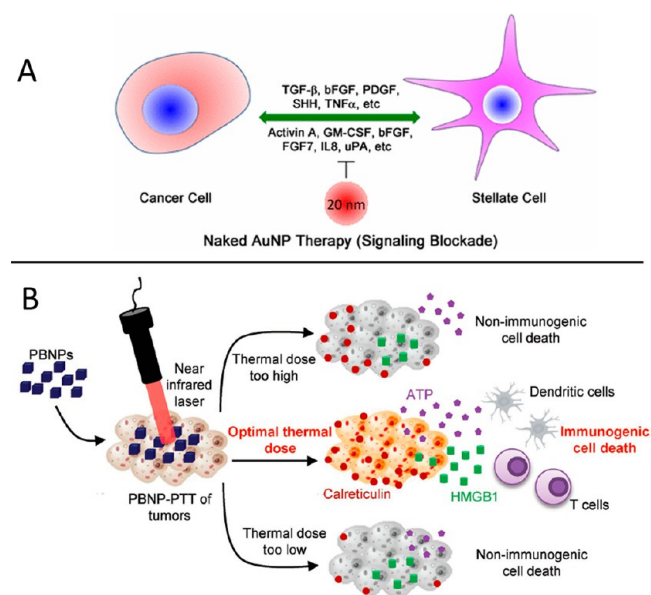 A
TGF-β, bFGF, PDGF,
SHH, TNFα, etc
Activin A, GM-CSF, bFGF,
FGF7, IL8, uPA, etc
Cancer Cell
Stellate Cell
20 nm
Naked AuNP Therapy (Signaling Blockade)
B
PBNPs
Near
infrared
laser
PBNP-PTT of
tumors
Thermal dose
too high
Non-immunogenic
cell death
Optimal thermal
dose
ATP
Calreticulin
HMGB1
Dendritic cells
Immunogenic
cell death
T cells
Thermal dose
too low
Non-immunogenic
cell death